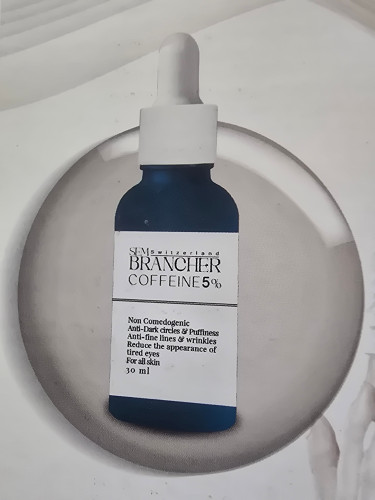 SFM Switzerland
BRANCHER
COFFEINE 5%
Non Comedogenic
Anti-Dark circles & Puffiness
Anti-fine lines & wrinkles
Reduce the appearance of
tired eyes
For all skin
30 ml